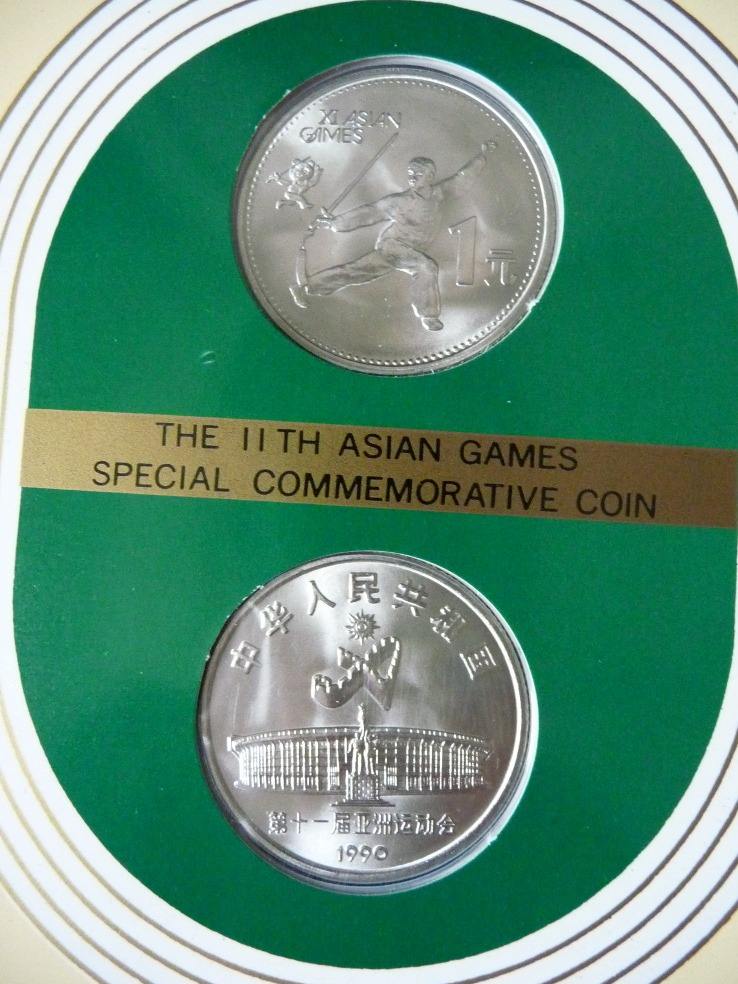 XI ASIAN
GAMES
1元
THE 11TH ASIAN GAMES
SPECIAL COMMEMORATIVE COIN
中华人民共和国
第十一届亚洲运动会
1990